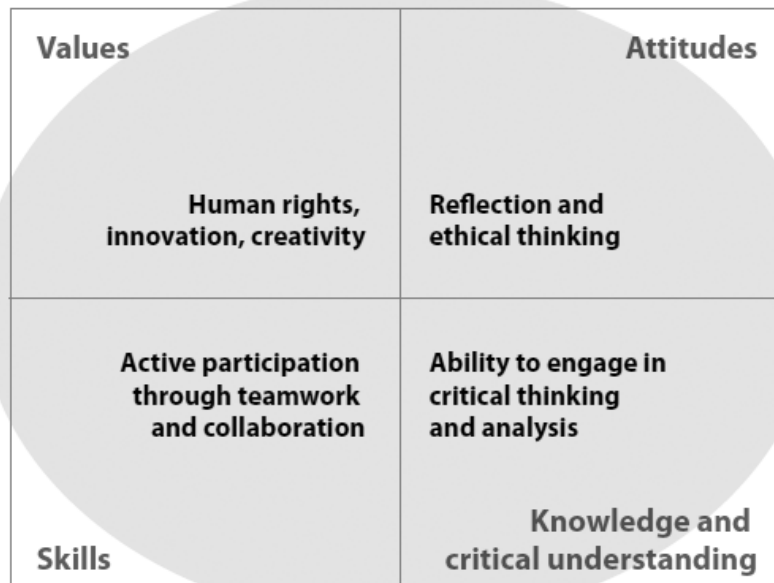 Values
Attitudes
Human rights,
innovation, creativity
Reflection and
ethical thinking
Active participation
through teamwork
and collaboration
Ability to engage in
critical thinking
and analysis
Skills
Knowledge and
critical understanding